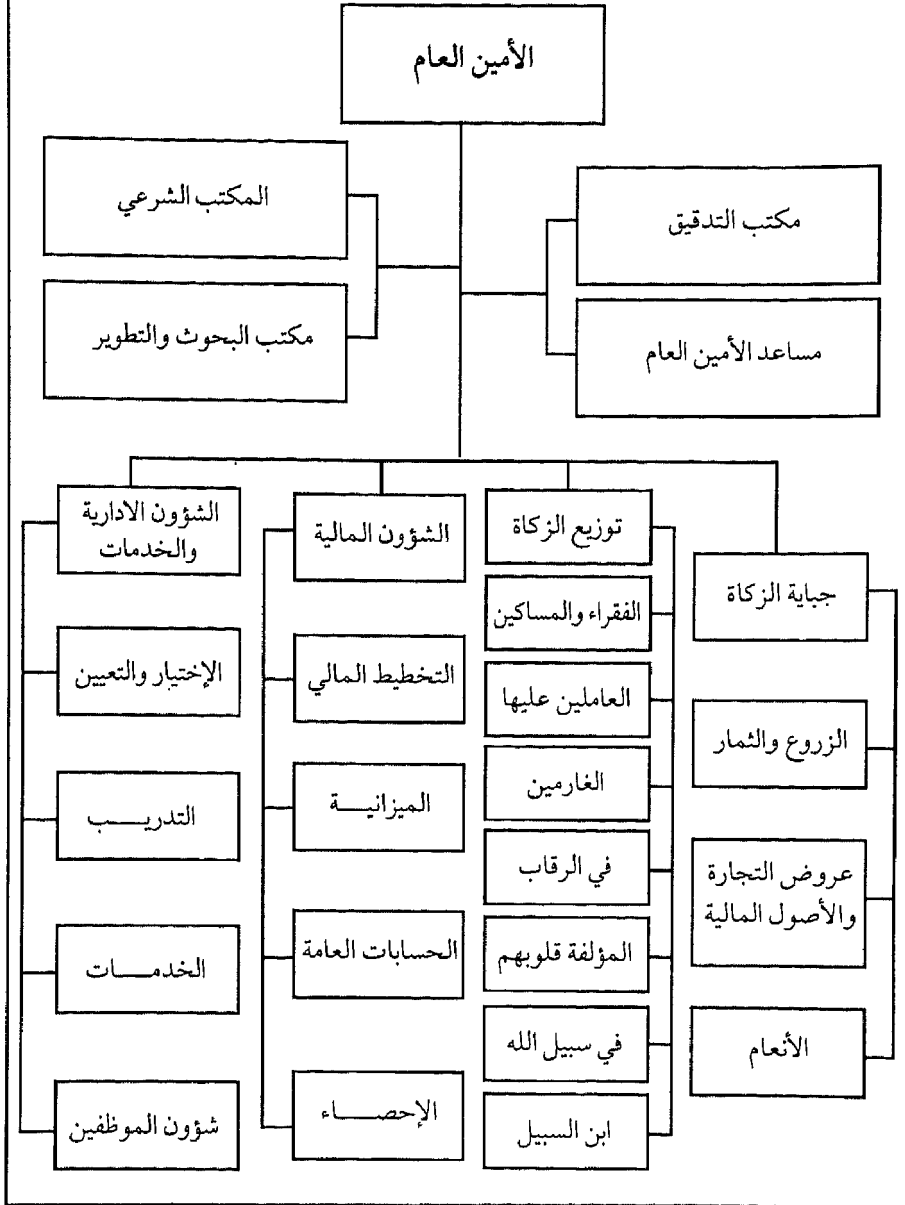 الأمين العام
مكتب التدقيق
مساعد الأمين العام
المكتب الشرعي
مكتب البحوث والتطوير
جباية الزكاة
الزروع والثمار
عروض التجارة
والأصول المالية
الأنعام
توزيع الزكاة
الفقراء والمساكين
العاملين عليها
الغارمين
في الرقاب
المؤلفة قلوبهم
في سبيل الله
ابن السبيل
الشؤون المالية
التخطيط المالي
الميزانيــــة
الحسابات العامة
الإحصـــاء
الشؤون الادارية
والخدمات
الإختيار والتعيين
التدريـــب
الخدمـــات
شؤون الموظفين